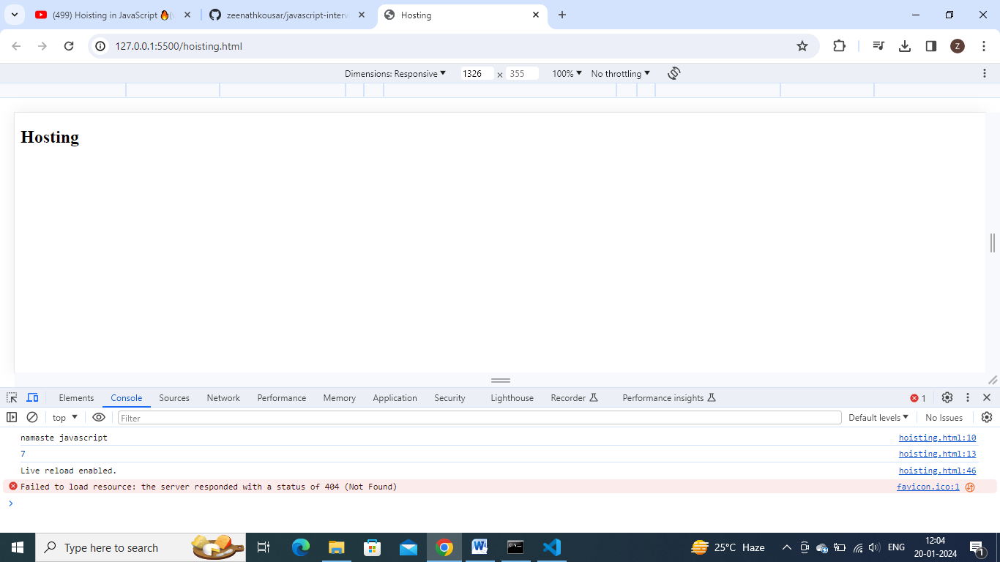 (499) Hoisting in JavaScript 🔥(v
zeenathkousar/javascript-interv
Hosting
127.0.0.1:5500/hoisting.html
Z
Dimensions: Responsive 1326 × 355 100% No throttling
Hosting
Elements Console Sources Network Performance Memory Application Security Lighthouse Recorder Performance insights 1
top Filter Default levels No Issues
namaste javascript hoisting.html:10
7 hoisting.html:13
Live reload enabled. hoisting.html:46
Failed to load resource: the server responded with a status of 404 (Not Found) favicon.ico:1
Type here to search
25°C Haze
ENG
12:04
20-01-2024
1